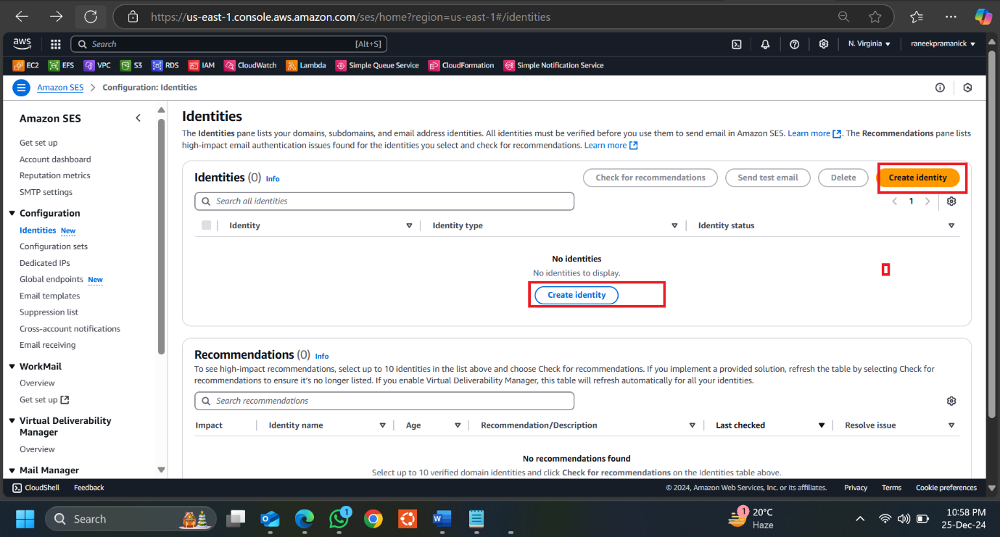 https://us-east-1.console.aws.amazon.com/ses/home?region=us-east-1#/identities
aws
Search
[Alt+S]
N. Virginia
raneekpramanick
EC2
EFS
VPC
S3
RDS
IAM
CloudWatch
Lambda
Simple Queue Service
CloudFormation
Simple Notification Service
Amazon SES
Configuration: Identities
Amazon SES
Get set up
Account dashboard
Reputation metrics
SMTP settings
Configuration
Identities New
Configuration sets
Dedicated IPs
Global endpoints New
Email templates
Suppression list
Cross-account notifications
Email receiving
WorkMail
Overview
Get set up
Virtual Deliverability
Manager
Overview
Mail Manager
Identities
The Identities pane lists your domains, subdomains, and email address identities. All identities must be verified before you use them to send email in Amazon SES. Learn more . The Recommendations pane lists
high-impact email authentication issues found for the identities you select and check for recommendations. Learn more
Identities (0) Info
Check for recommendations
Send test email
Delete
Create identity
Search all identities
1
Identity
Identity type
Identity status
No identities
No identities to display.
Create identity
Recommendations (0) Info
To see high-impact recommendations, select up to 10 identities in the list above and choose Check for recommendations. If you implement a provided solution, refresh the table by selecting Check for
recommendations to ensure it's no longer listed. If you enable Virtual Deliverability Manager, this table will refresh automatically for all your identities.
Search recommendations
Impact
Identity name
Age
Recommendation/Description
Last checked
Resolve issue
No recommendations found
Select up to 10 verified domain identities and click Check for recommendations on the Identities table above.
CloudShell
Feedback
© 2024, Amazon Web Services, Inc. or its affiliates.
Privacy
Terms
Cookie preferences
Search
1
1
20°C
Haze
10:58 PM
25-Dec-24